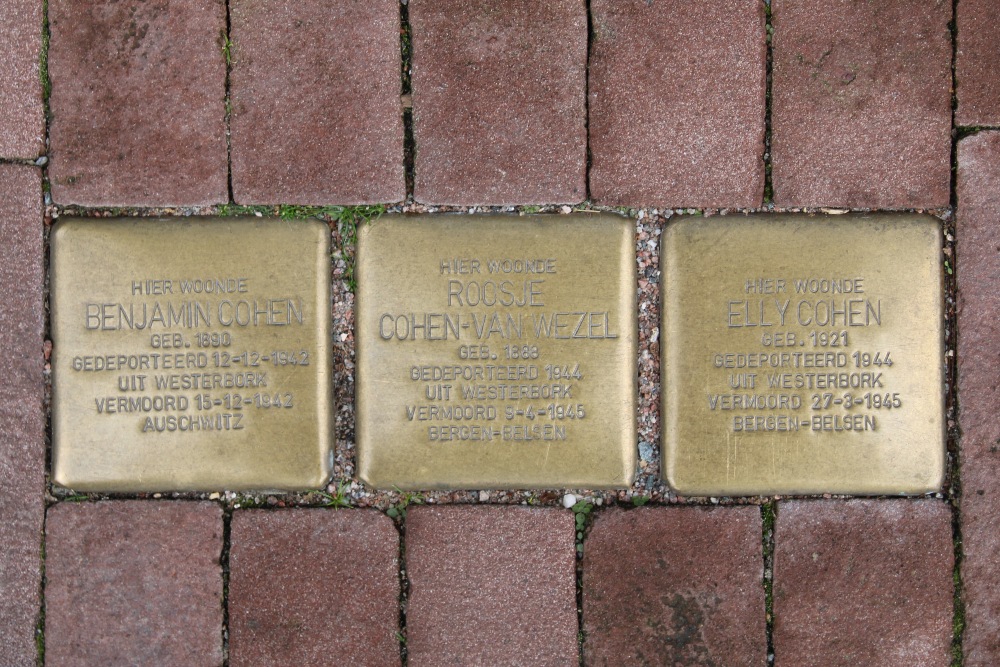 HIER WOONDE
BENJAMIN COHEN
GEB. 1890
GEDEPORTEERD 12-12-1942
UIT WESTERBORK
VERMOORD 15-12-1942
AUSCHWITZ
HIER WOONDE
ROOSJE
COHEN-VAN WEZEL
GEB. 1883
GEDEPORTEERD 1944
UIT WESTERBORK
VERMOORD 9-4-1945
BERGEN-BELSEN
HIER WOONDE
ELLY COHEN
GEB. 1921
GEDEPORTEERD 1944
UIT WESTERBORK
VERMOORD 27-3-1945
BERGEN-BELSEN